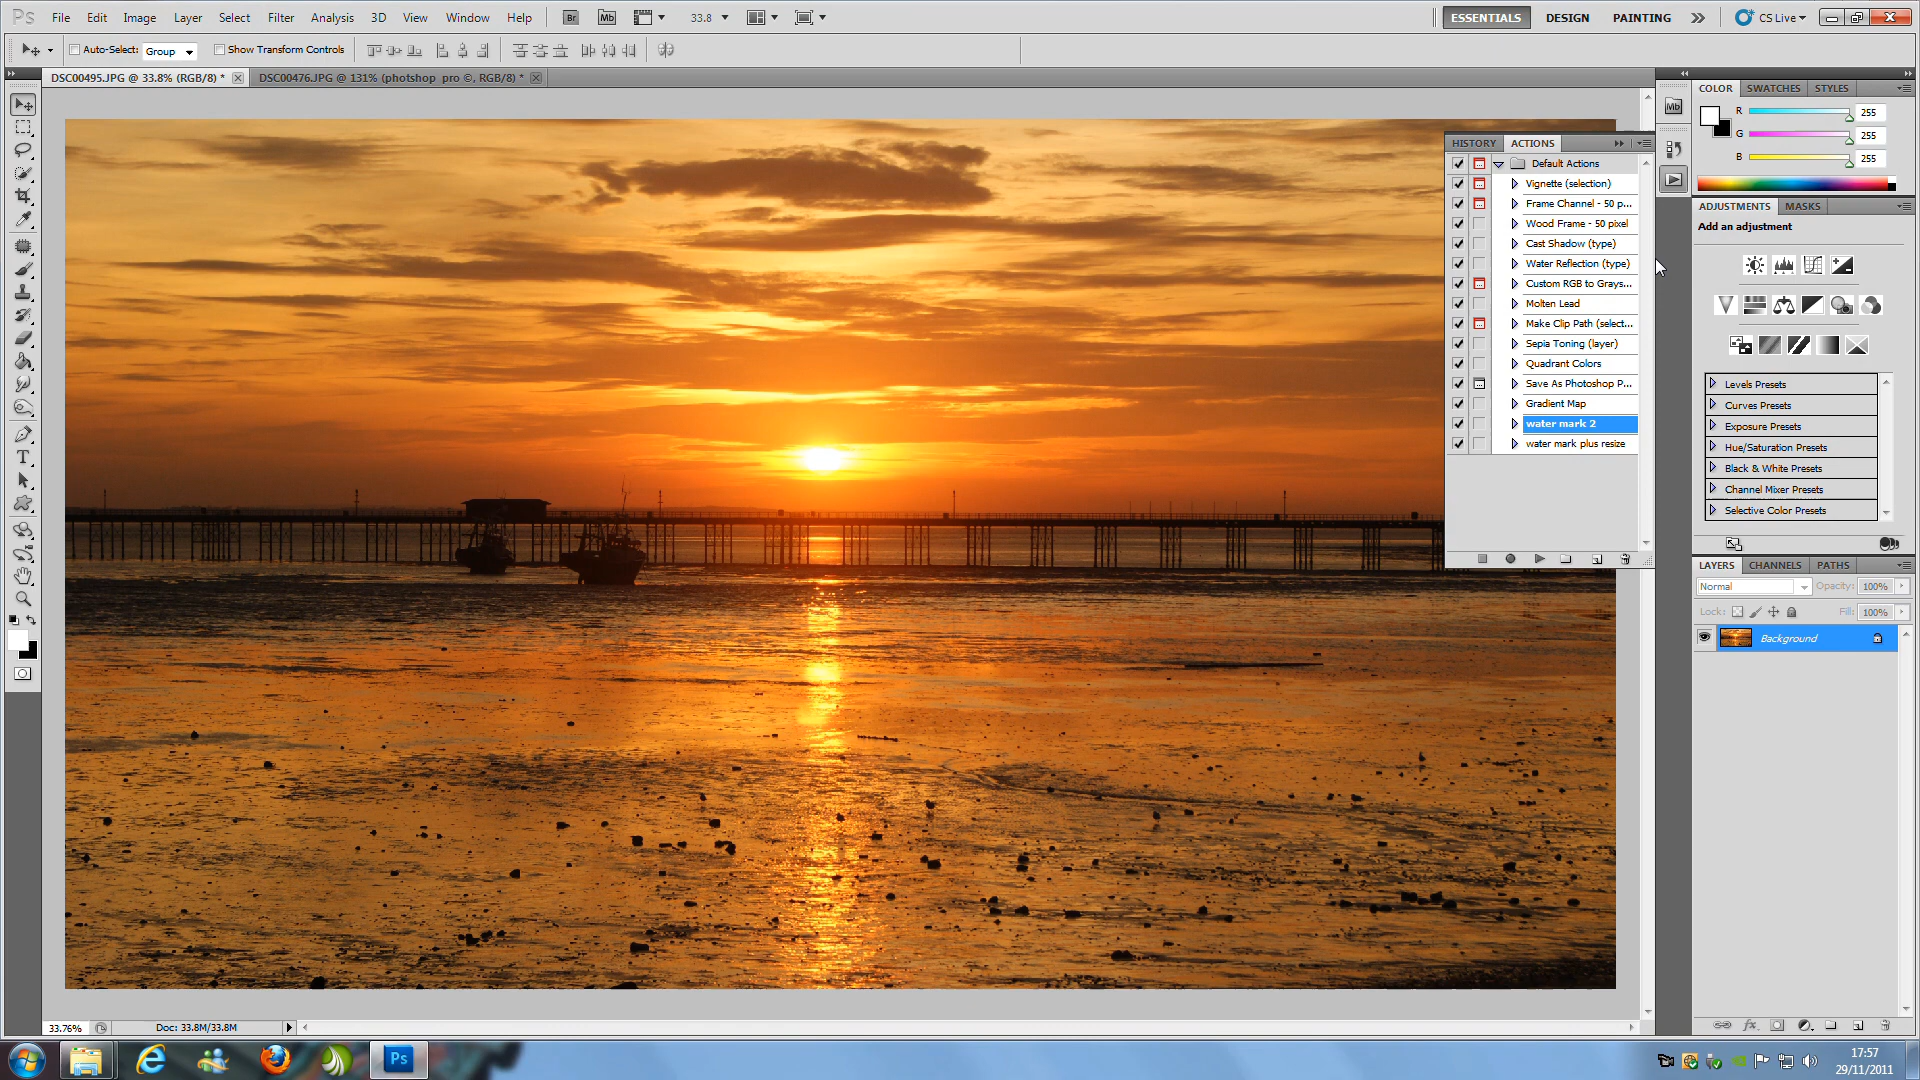 Ps File Edit Image Layer Select Filter Analysis 3D View Window Help Br Mb 33.8 ESSENTIALS DESIGN PAINTING CS Live
Auto-Select: Group Show Transform Controls
DSC00495.JPG @ 33.8% (RGB/8) * DSC00476.JPG @ 131% (photshop pro ©, RGB/8) *
Mb
COLOR SWATCHES STYLES
R 255
G 255
B 255
HISTORY ACTIONS
Default Actions
Vignette (selection)
Frame Channel - 50 p...
Wood Frame - 50 pixel
Cast Shadow (type)
Water Reflection (type)
Custom RGB to Grays...
Molten Lead
Make Clip Path (select...
Sepia Toning (layer)
Quadrant Colors
Save As Photoshop P...
Gradient Map
water mark 2
water mark plus resize
ADJUSTMENTS MASKS
Add an adjustment
Levels Presets
Curves Presets
Exposure Presets
Hue/Saturation Presets
Black & White Presets
Channel Mixer Presets
Selective Color Presets
LAYERS CHANNELS PATHS
Normal Opacity: 100%
Lock: Fill: 100%
Background
T
33.76% Doc: 33.8M/33.8M
fx
Ps
17:57
29/11/2011